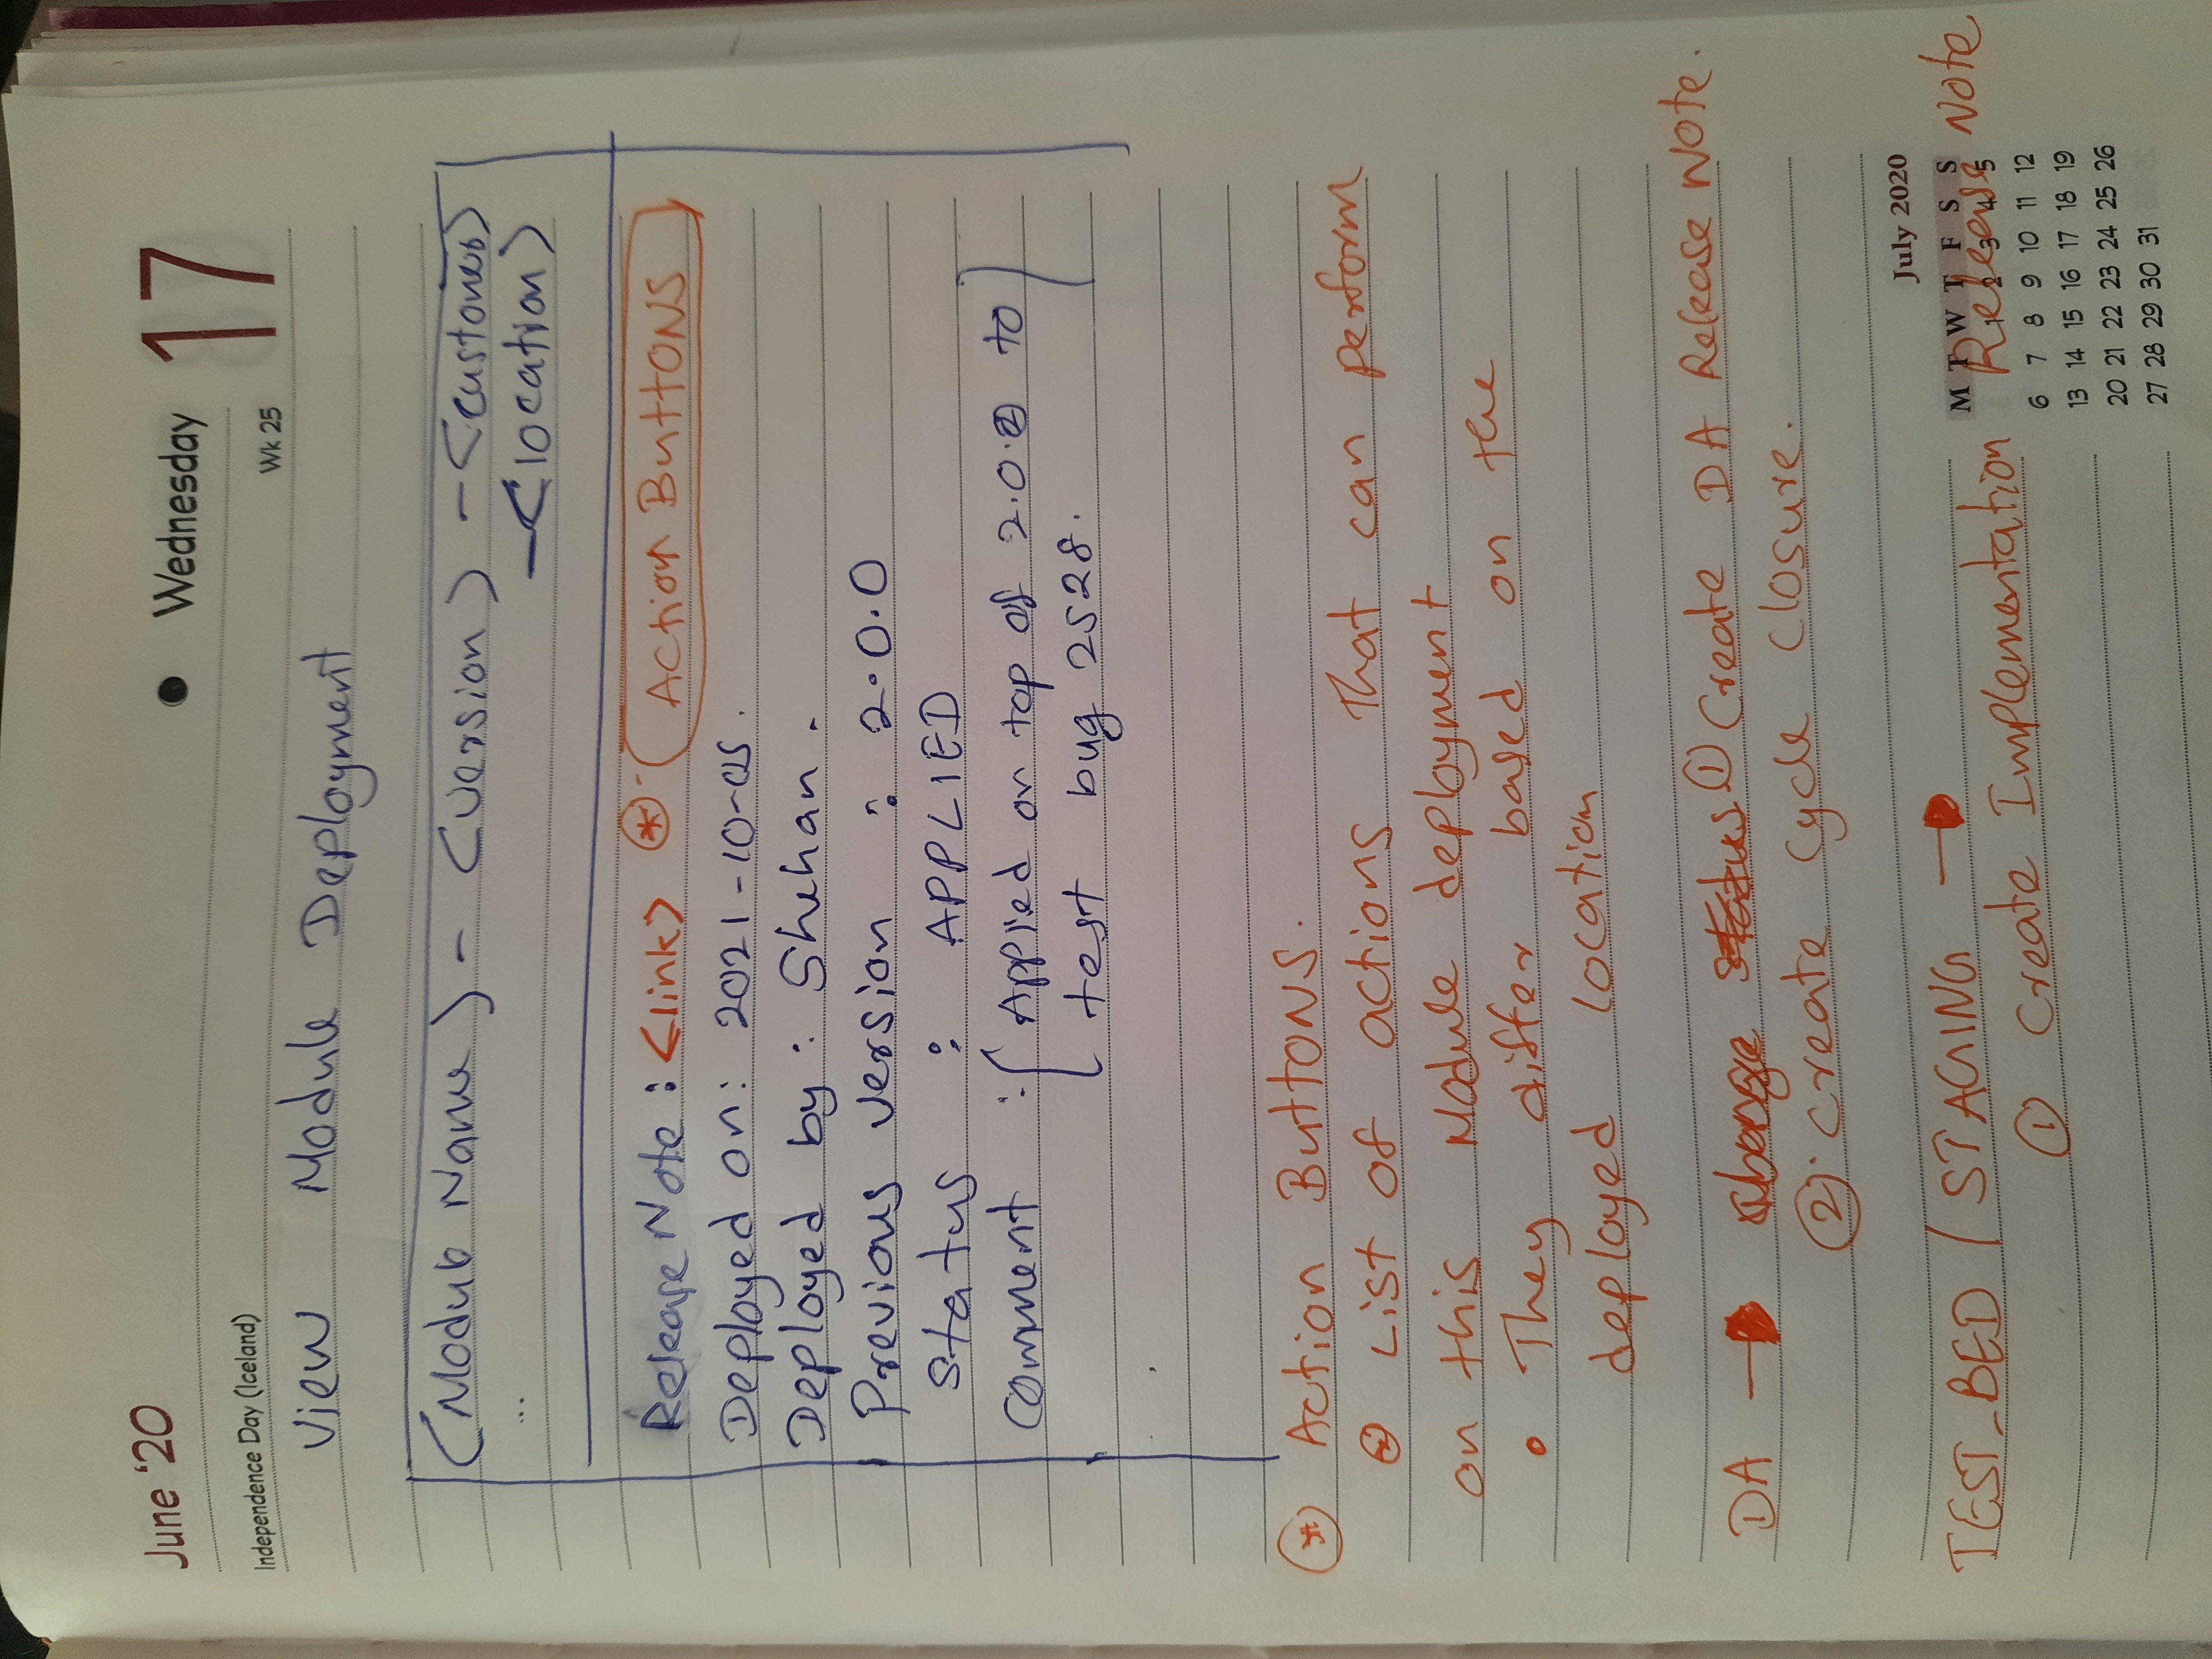 June '20
Wednesday 17
Independence Day (Iceland)
Wk 25
View Module Deployment
<Module Name> - <version> - <customer>
- <location>
...
Release Note : <link> * - Action Buttons
Deployed on: 2021-10-05.
Deployed by : Shehan.
Previous version : 2.0.0
Status : APPLIED
Comment : Applied on top of 2.0.0 to
test bug 2528.
* Action Buttons.
List of actions that can perform
on this Module deployment
• They differ based on the
deployed location
DA → change status ① Create DA Release Note.
② create cycle closure.
TEST_BED / STAGING →
① Create Implementation Release Note
July 2020
M T W T F S S
1 2 3 4 5
6 7 8 9 10 11 12
13 14 15 16 17 18 19
20 21 22 23 24 25 26
27 28 29 30 31